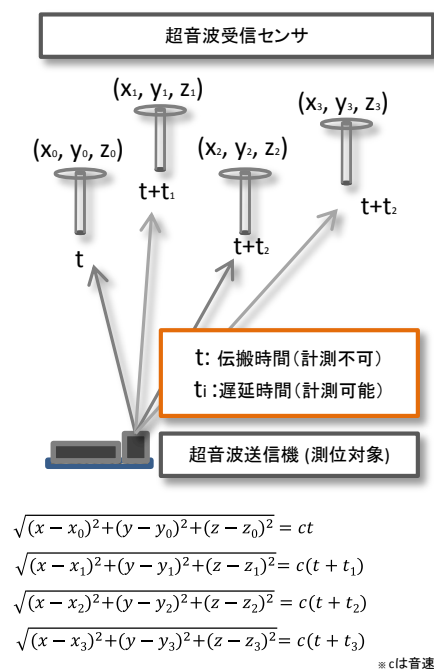 超音波受信センサ
(x₁, y₁, z₁)
(x₃, y₃, z₃)
(x₀, y₀, z₀)
(x₂, y₂, z₂)
t+t₁
t+t₂
t
t+t₂
t: 伝搬時間(計測不可)
ti :遅延時間(計測可能)
超音波送信機 (測位対象)
√(x − x₀)²+(y − y₀)²+(z − z₀)² = ct
√(x − x₁)²+(y − y₁)²+(z − z₁)² = c(t + t₁)
√(x − x₂)²+(y − y₂)²+(z − z₂)² = c(t + t₂)
√(x − x₃)²+(y − y₃)²+(z − z₃)² = c(t + t₃)
※cは音速